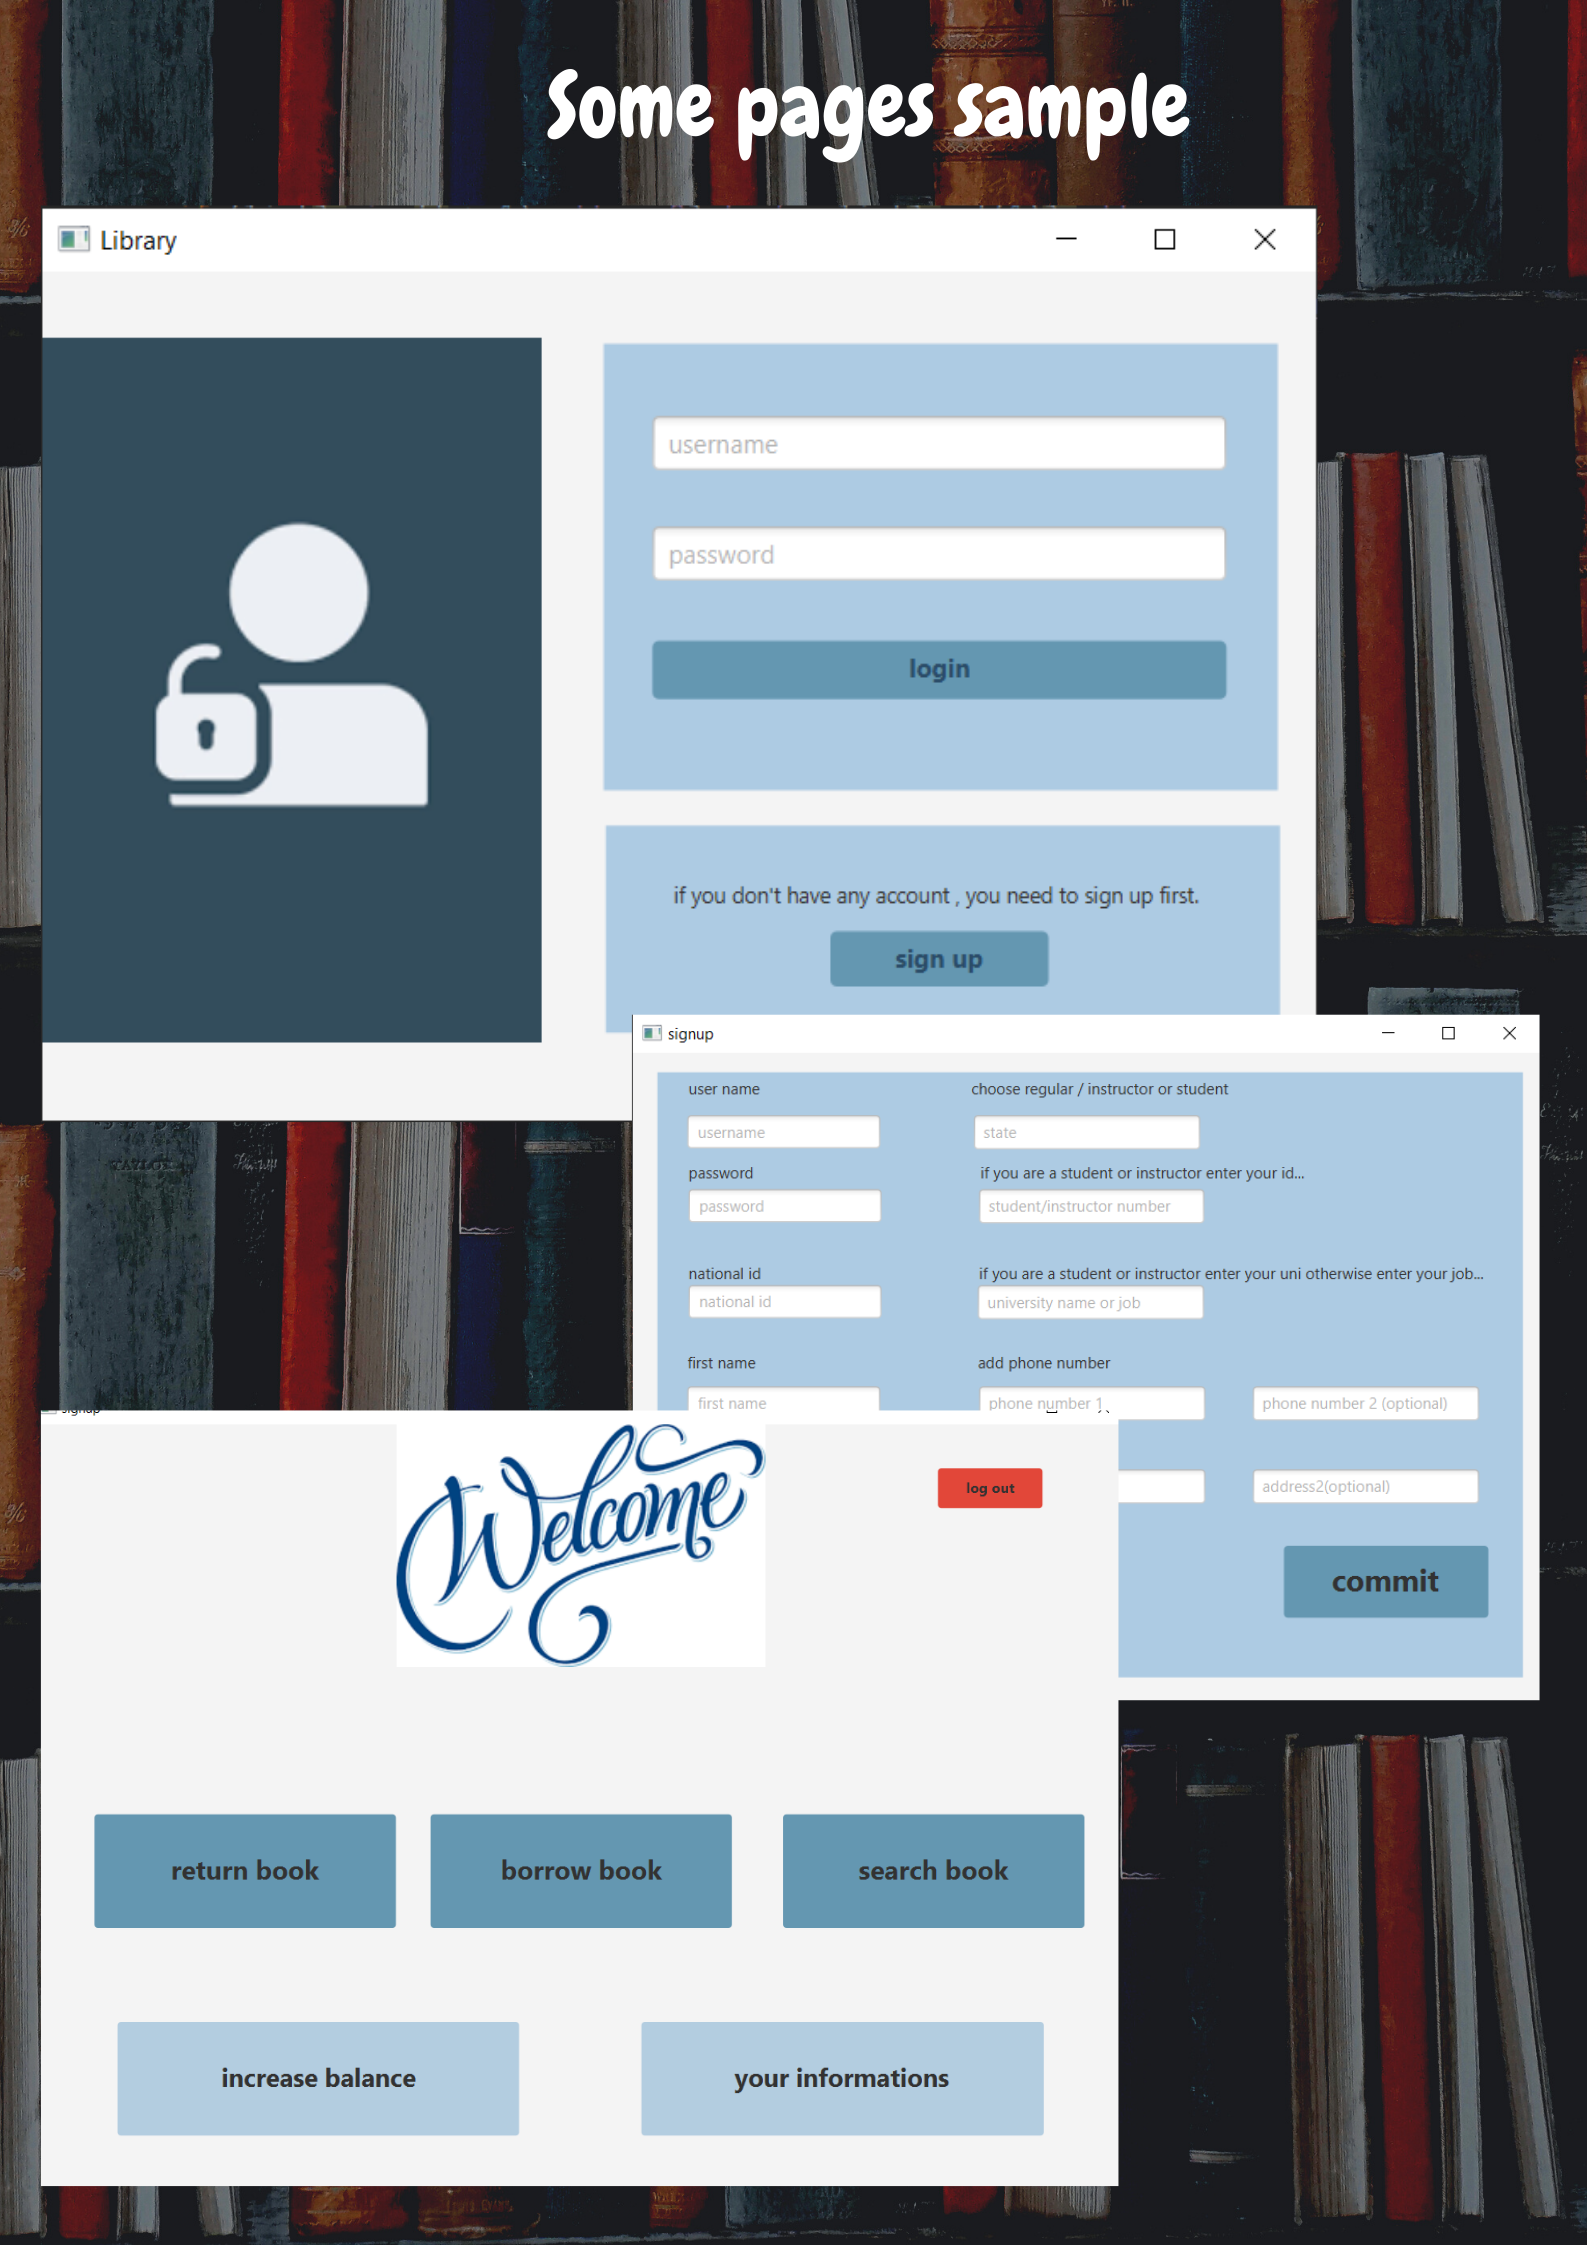 Some pages sample
Library
username
password
login
if you don't have any account , you need to sign up first.
sign up
signup
user name
choose regular / instructor or student
username
state
password
if you are a student or instructor enter your id...
password
student/instructor number
national id
if you are a student or instructor enter your uni otherwise enter your job...
national id
university name or job
first name
add phone number
first name
phone number 1
phone number 2 (optional)
address2(optional)
commit
signup
Welcome
log out
return book
borrow book
search book
increase balance
your informations
TAYLOR